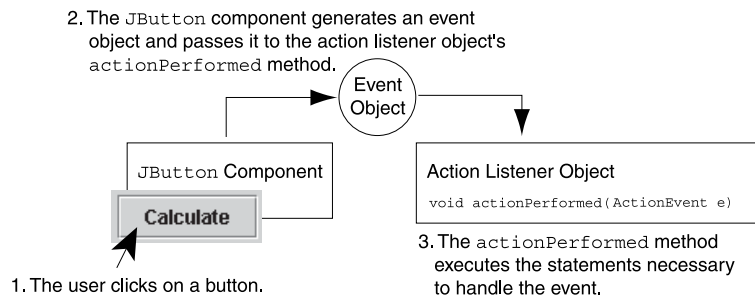 2. The JButton component generates an event
object and passes it to the action listener object's
actionPerformed method.
Event
Object
JButton Component
Calculate
Action Listener Object
void actionPerformed(ActionEvent e)
1. The user clicks on a button.
3. The actionPerformed method
executes the statements necessary
to handle the event.